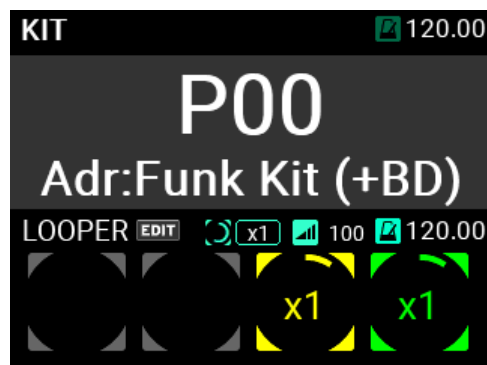 KIT 120.00
P00
Adr:Funk Kit (+BD)
LOOPER EDIT x1 100 120.00
x1 x1